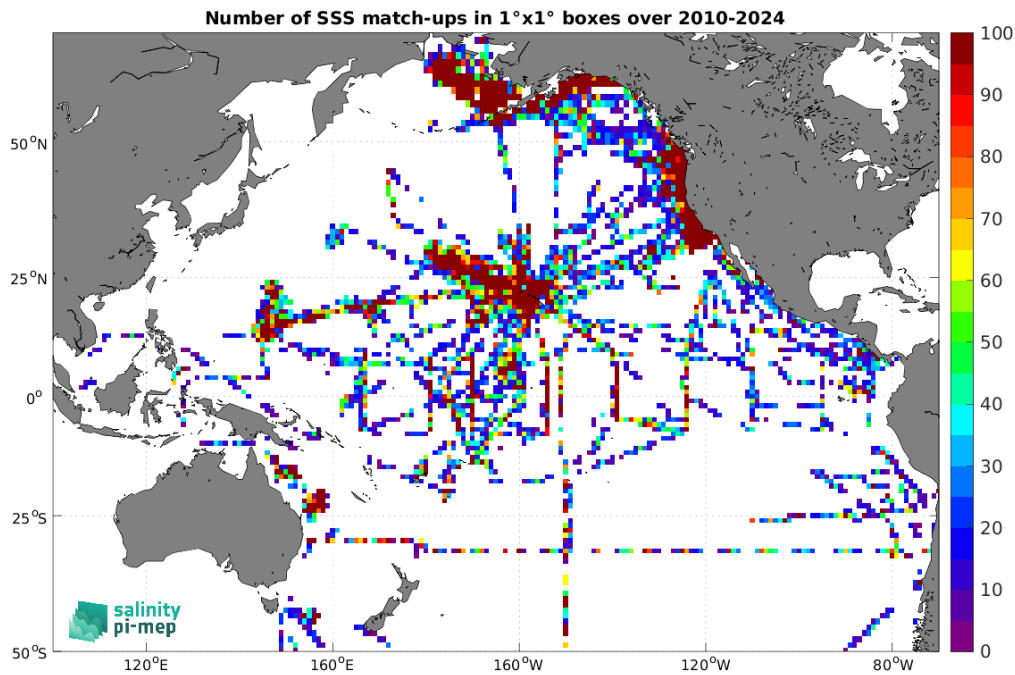 Number of SSS match-ups in 1°x1° boxes over 2010-2024
50°N
25°N
0°
25°S
50°S
120°E
160°E
160°W
120°W
80°W
100
90
80
70
60
50
40
30
20
10
0
salinity
pi-mep